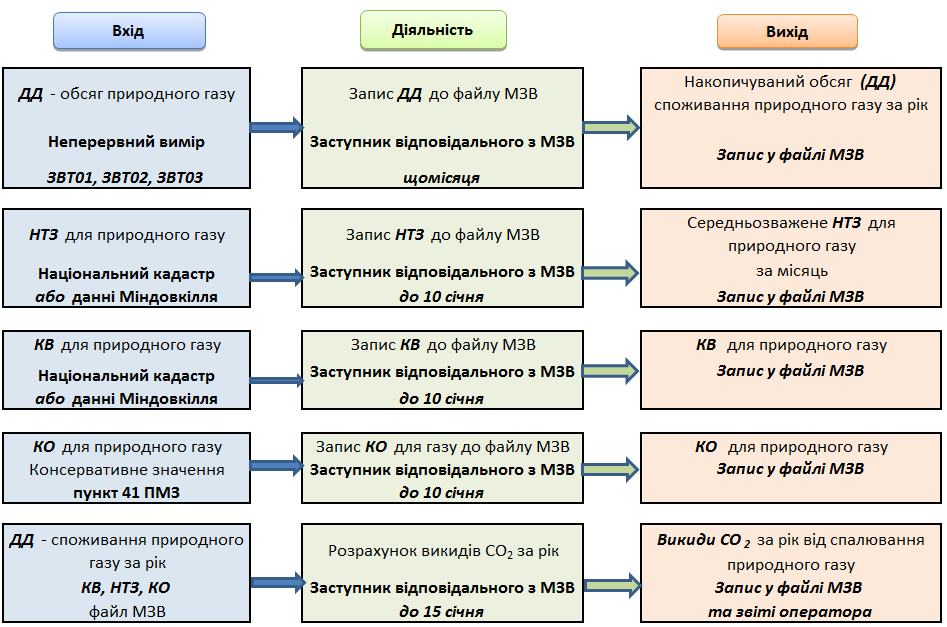 Вхід
Діяльність
Вихід
ДД - обсяг природного газу
Неперервний вимір
ЗВТ01, ЗВТ02, ЗВТ03
Запис ДД до файлу МЗВ
Заступник відповідального з МЗВ
щомісяця
Накопичуваний обсяг (ДД)
споживання природного газу за рік
Запис у файлі МЗВ
НТЗ для природного газу
Національний кадастр
або данні Міндовкілля
Запис НТЗ до файлу МЗВ
Заступник відповідального з МЗВ
до 10 січня
Середньозважене НТЗ для
природного газу
за місяць
Запис у файлі МЗВ
КВ для природного газу
Національний кадастр
або данні Міндовкілля
Запис КВ до файлу МЗВ
Заступник відповідального з МЗВ
до 10 січня
КВ для природного газу
Запис у файлі МЗВ
КО для природного газу
Консервативне значення
пункт 41 ПМЗ
Запис КО для газу до файлу МЗВ
Заступник відповідального з МЗВ
до 10 січня
КО для природного газу
Запис у файлі МЗВ
ДД - споживання природного
газу за рік
КВ, НТЗ, КО
файл МЗВ
Розрахунок викидів CO₂ за рік
Заступник відповідального з МЗВ
до 15 січня
Викиди CO ₂ за рік від спалювання
природного газу
Запис у файлі МЗВ
та звіті оператора